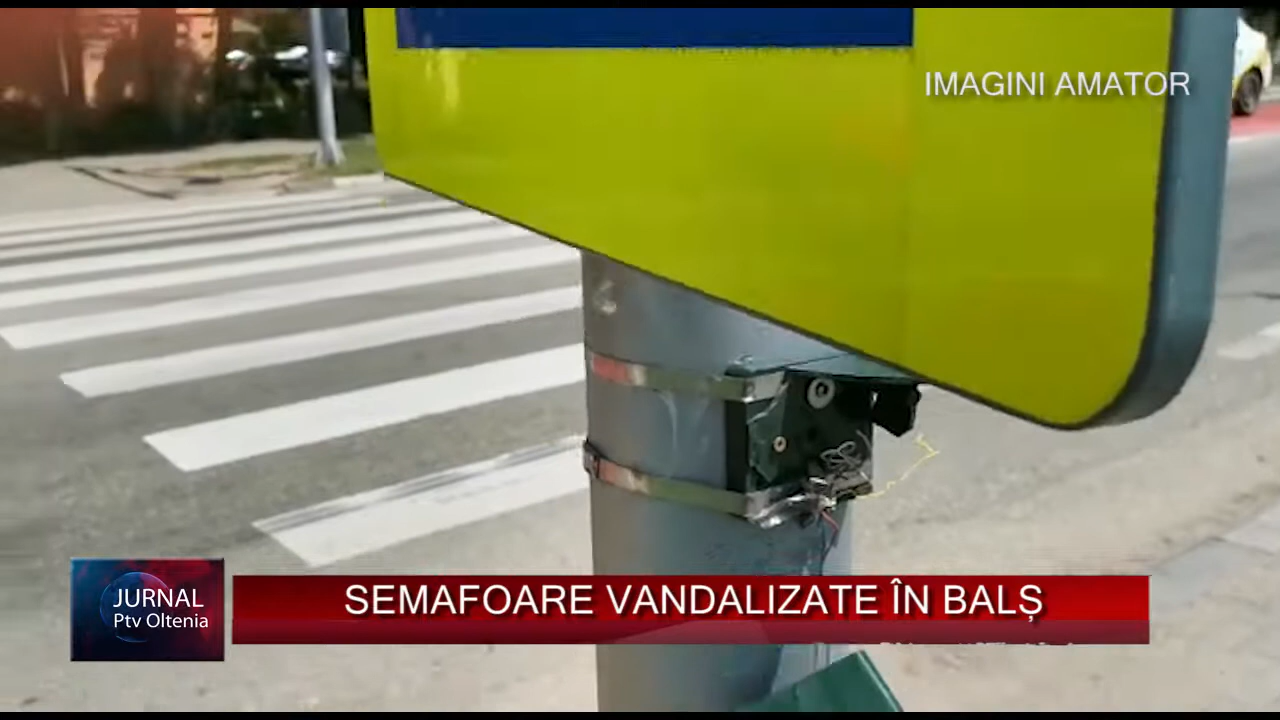 IMAGINI AMATOR
SEMAFOARE VANDALIZATE ÎN BALȘ
JURNAL
Ptv Oltenia